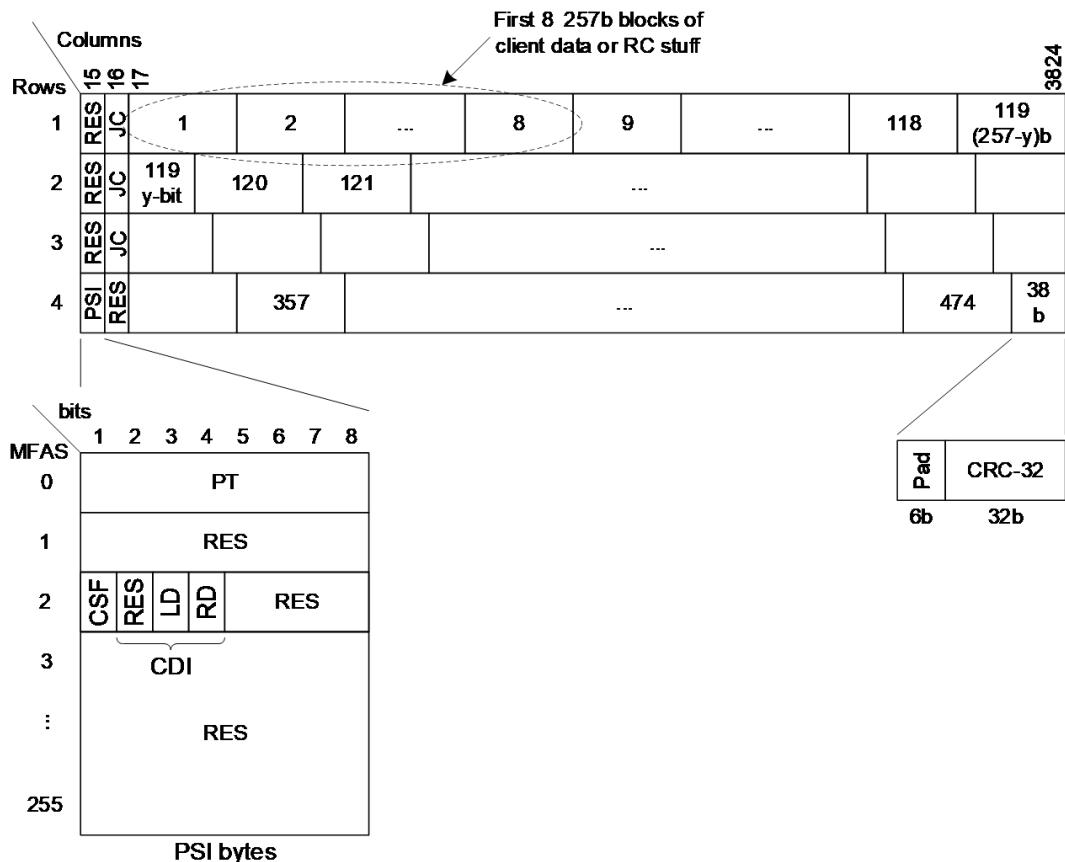 First 8 257b blocks of
client data or RC stuff
Columns
Rows 15 16 17 3824
1 RES JC 1 2 ... 8 9 ... 118 119
(257-y)b
2 RES JC 119
y-bit 120 121 ...
3 RES JC ...
4 PSI RES 357 ... 474 38
b
bits
MFAS 1 2 3 4 5 6 7 8
0 PT
1 RES
2 CSF RES LD RD RES
CDI
3
... RES
255
PSI bytes
Pad CRC-32
6b 32b